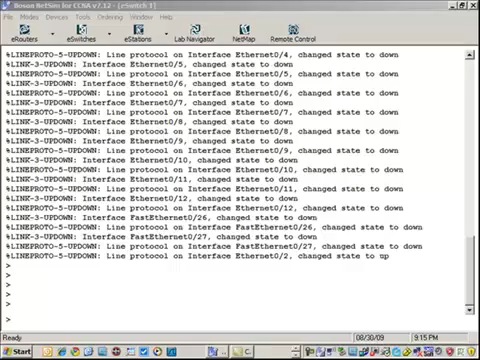 Boson NetSim for CCNA v7.12 - [eSwitch 1]
File Modes Devices Tools Ordering Window Help
eRouters eSwitches eStations Lab Navigator NetMap Remote Control
%LINEPROTO-5-UPDOWN: Line protocol on Interface Ethernet0/4, changed state to down
%LINK-3-UPDOWN: Interface Ethernet0/5, changed state to down
%LINEPROTO-5-UPDOWN: Line protocol on Interface Ethernet0/5, changed state to down
%LINK-3-UPDOWN: Interface Ethernet0/6, changed state to down
%LINEPROTO-5-UPDOWN: Line protocol on Interface Ethernet0/6, changed state to down
%LINK-3-UPDOWN: Interface Ethernet0/7, changed state to down
%LINEPROTO-5-UPDOWN: Line protocol on Interface Ethernet0/7, changed state to down
%LINK-3-UPDOWN: Interface Ethernet0/8, changed state to down
%LINEPROTO-5-UPDOWN: Line protocol on Interface Ethernet0/8, changed state to down
%LINK-3-UPDOWN: Interface Ethernet0/9, changed state to down
%LINEPROTO-5-UPDOWN: Line protocol on Interface Ethernet0/9, changed state to down
%LINK-3-UPDOWN: Interface Ethernet0/10, changed state to down
%LINEPROTO-5-UPDOWN: Line protocol on Interface Ethernet0/10, changed state to down
%LINK-3-UPDOWN: Interface Ethernet0/11, changed state to down
%LINEPROTO-5-UPDOWN: Line protocol on Interface Ethernet0/11, changed state to down
%LINK-3-UPDOWN: Interface Ethernet0/12, changed state to down
%LINEPROTO-5-UPDOWN: Line protocol on Interface Ethernet0/12, changed state to down
%LINK-3-UPDOWN: Interface FastEthernet0/26, changed state to down
%LINEPROTO-5-UPDOWN: Line protocol on Interface FastEthernet0/26, changed state to down
%LINK-3-UPDOWN: Interface FastEthernet0/27, changed state to down
%LINEPROTO-5-UPDOWN: Line protocol on Interface FastEthernet0/27, changed state to down
%LINEPROTO-5-UPDOWN: Line protocol on Interface Ethernet0/2, changed state to up
>
>
>
>
>
>
Ready 08/30/09 9:15 PM
Start C. 9:15 PM